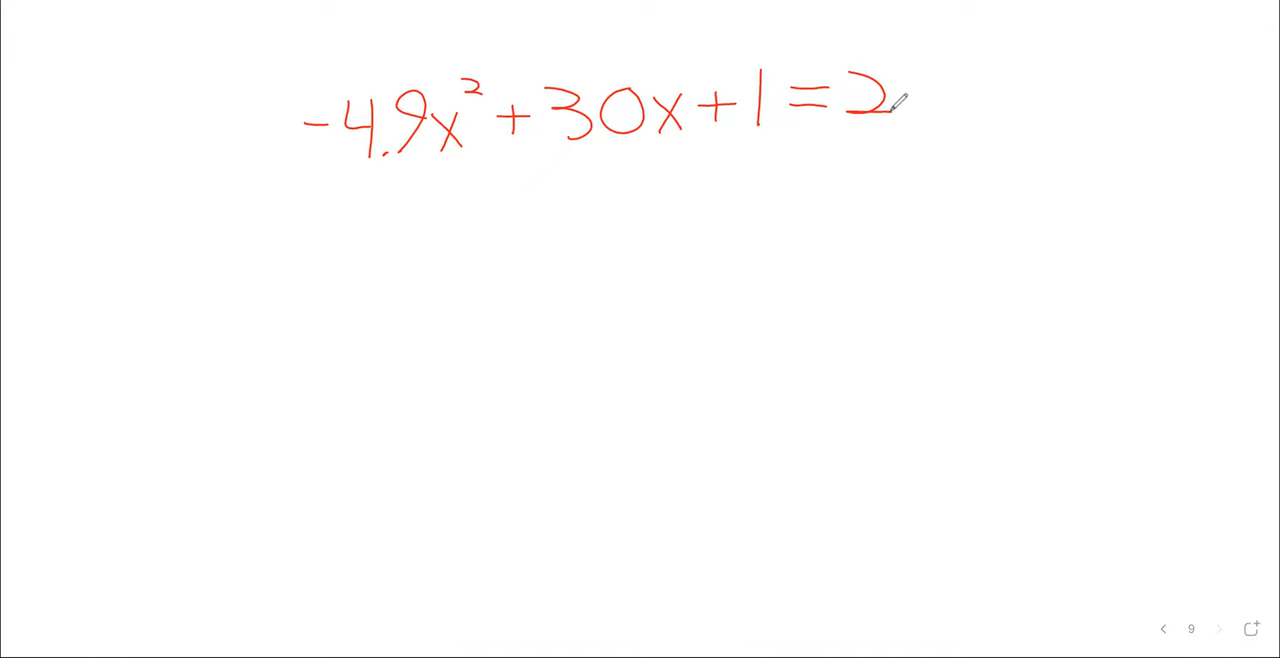 -4.9x² + 30x + 1 = 2
9